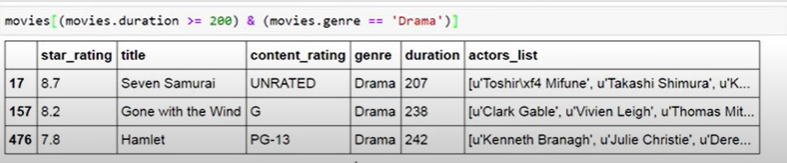 movies[(movies.duration >= 200) & (movies.genre == 'Drama')]
star_rating title content_rating genre duration actors_list
17 8.7 Seven Samurai UNRATED Drama 207 [u'Toshir\xf4 Mifune', u'Takashi Shimura', u'K...
157 8.2 Gone with the Wind G Drama 238 [u'Clark Gable', u'Vivien Leigh', u'Thomas Mit...
476 7.8 Hamlet PG-13 Drama 242 [u'Kenneth Branagh', u'Julie Christie', u'Dere...